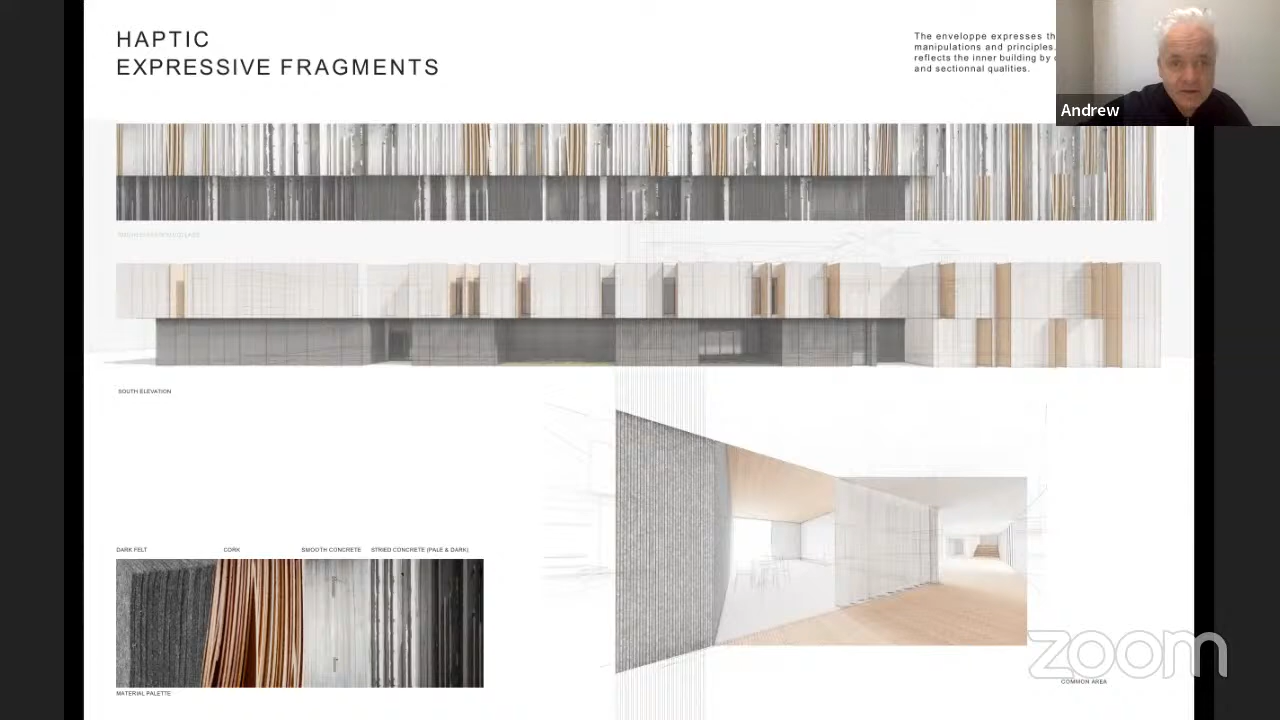 HAPTIC
EXPRESSIVE FRAGMENTS
The enveloppe expresses th
manipulations and principles.
reflects the inner building by
and sectionnal qualities.
Andrew
SOUTH ELEVATION
DARK FELT CORK SMOOTH CONCRETE STRIED CONCRETE (PALE & DARK)
MATERIAL PALETTE
zoom
COMMON AREA